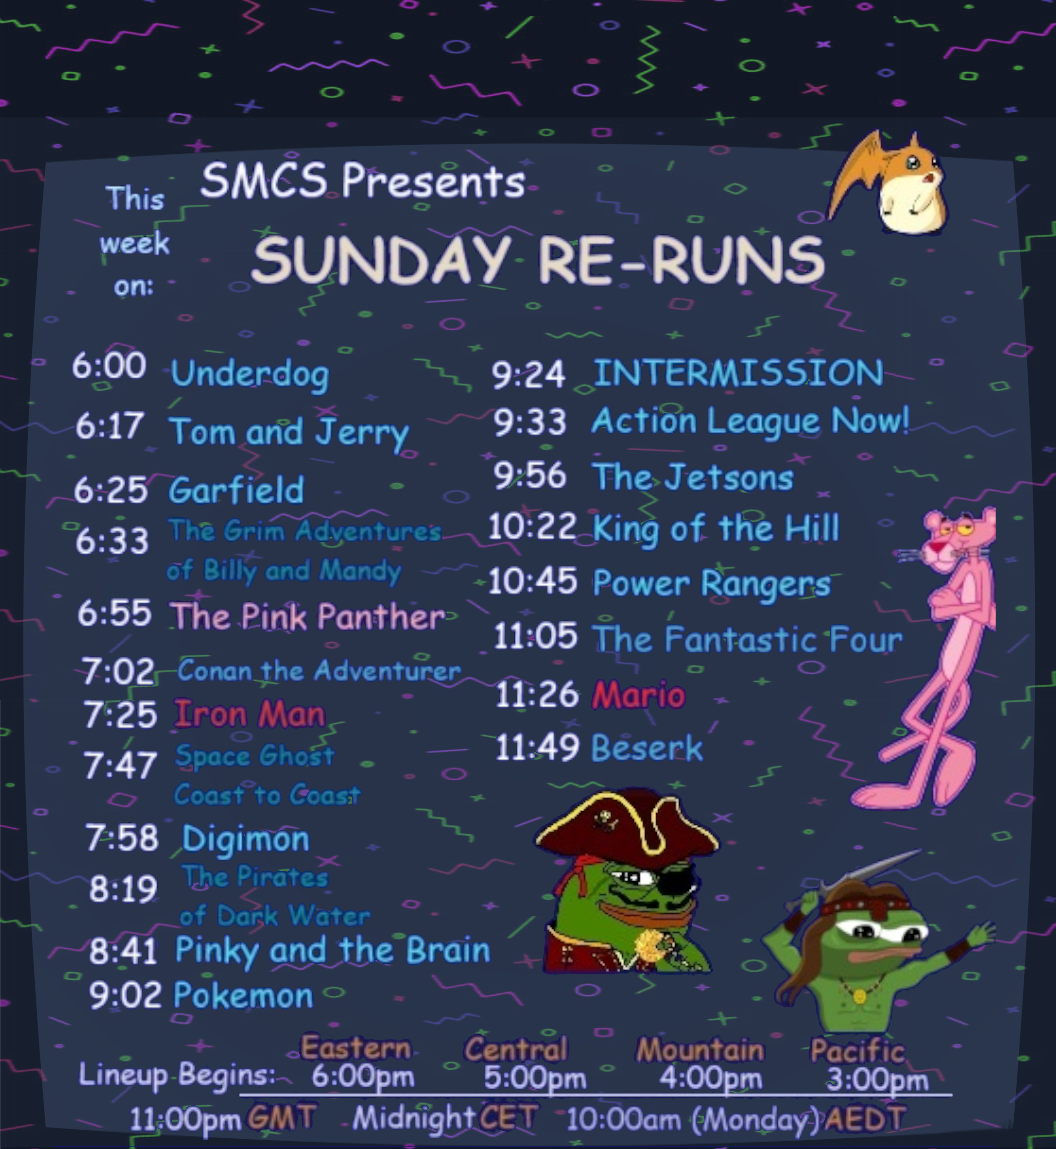 This
week
on:
SMCS Presents
SUNDAY RE-RUNS
6:00 Underdog
6:17 Tom and Jerry
6:25 Garfield
6:33 The Grim Adventures
of Billy and Mandy
6:55 The Pink Panther
7:02 Conan the Adventurer
7:25 Iron Man
7:47 Space Ghost
Coast to Coast
7:58 Digimon
8:19 The Pirates
of Dark Water
8:41 Pinky and the Brain
9:02 Pokemon
9:24 INTERMISSION
9:33 Action League Now!
9:56 The Jetsons
10:22 King of the Hill
10:45 Power Rangers
11:05 The Fantastic Four
11:26 Mario
11:49 Beserk
Eastern Central Mountain Pacific
Lineup Begins: 6:00pm 5:00pm 4:00pm 3:00pm
11:00pm GMT Midnight CET 10:00am (Monday) AEDT